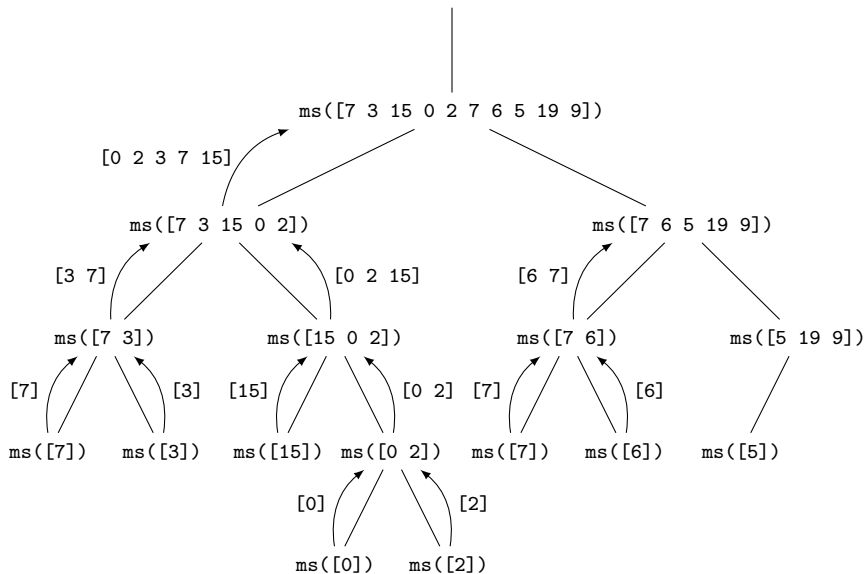 ms([7 3 15 0 2 7 6 5 19 9])
[0 2 3 7 15]
ms([7 3 15 0 2])
ms([7 6 5 19 9])
[3 7]
[0 2 15]
[6 7]
ms([7 3])
ms([15 0 2])
ms([7 6])
ms([5 19 9])
[7]
[3]
[15]
[0 2]
[7]
[6]
ms([7])
ms([3])
ms([15])
ms([0 2])
ms([7])
ms([6])
ms([5])
[0]
[2]
ms([0])
ms([2])